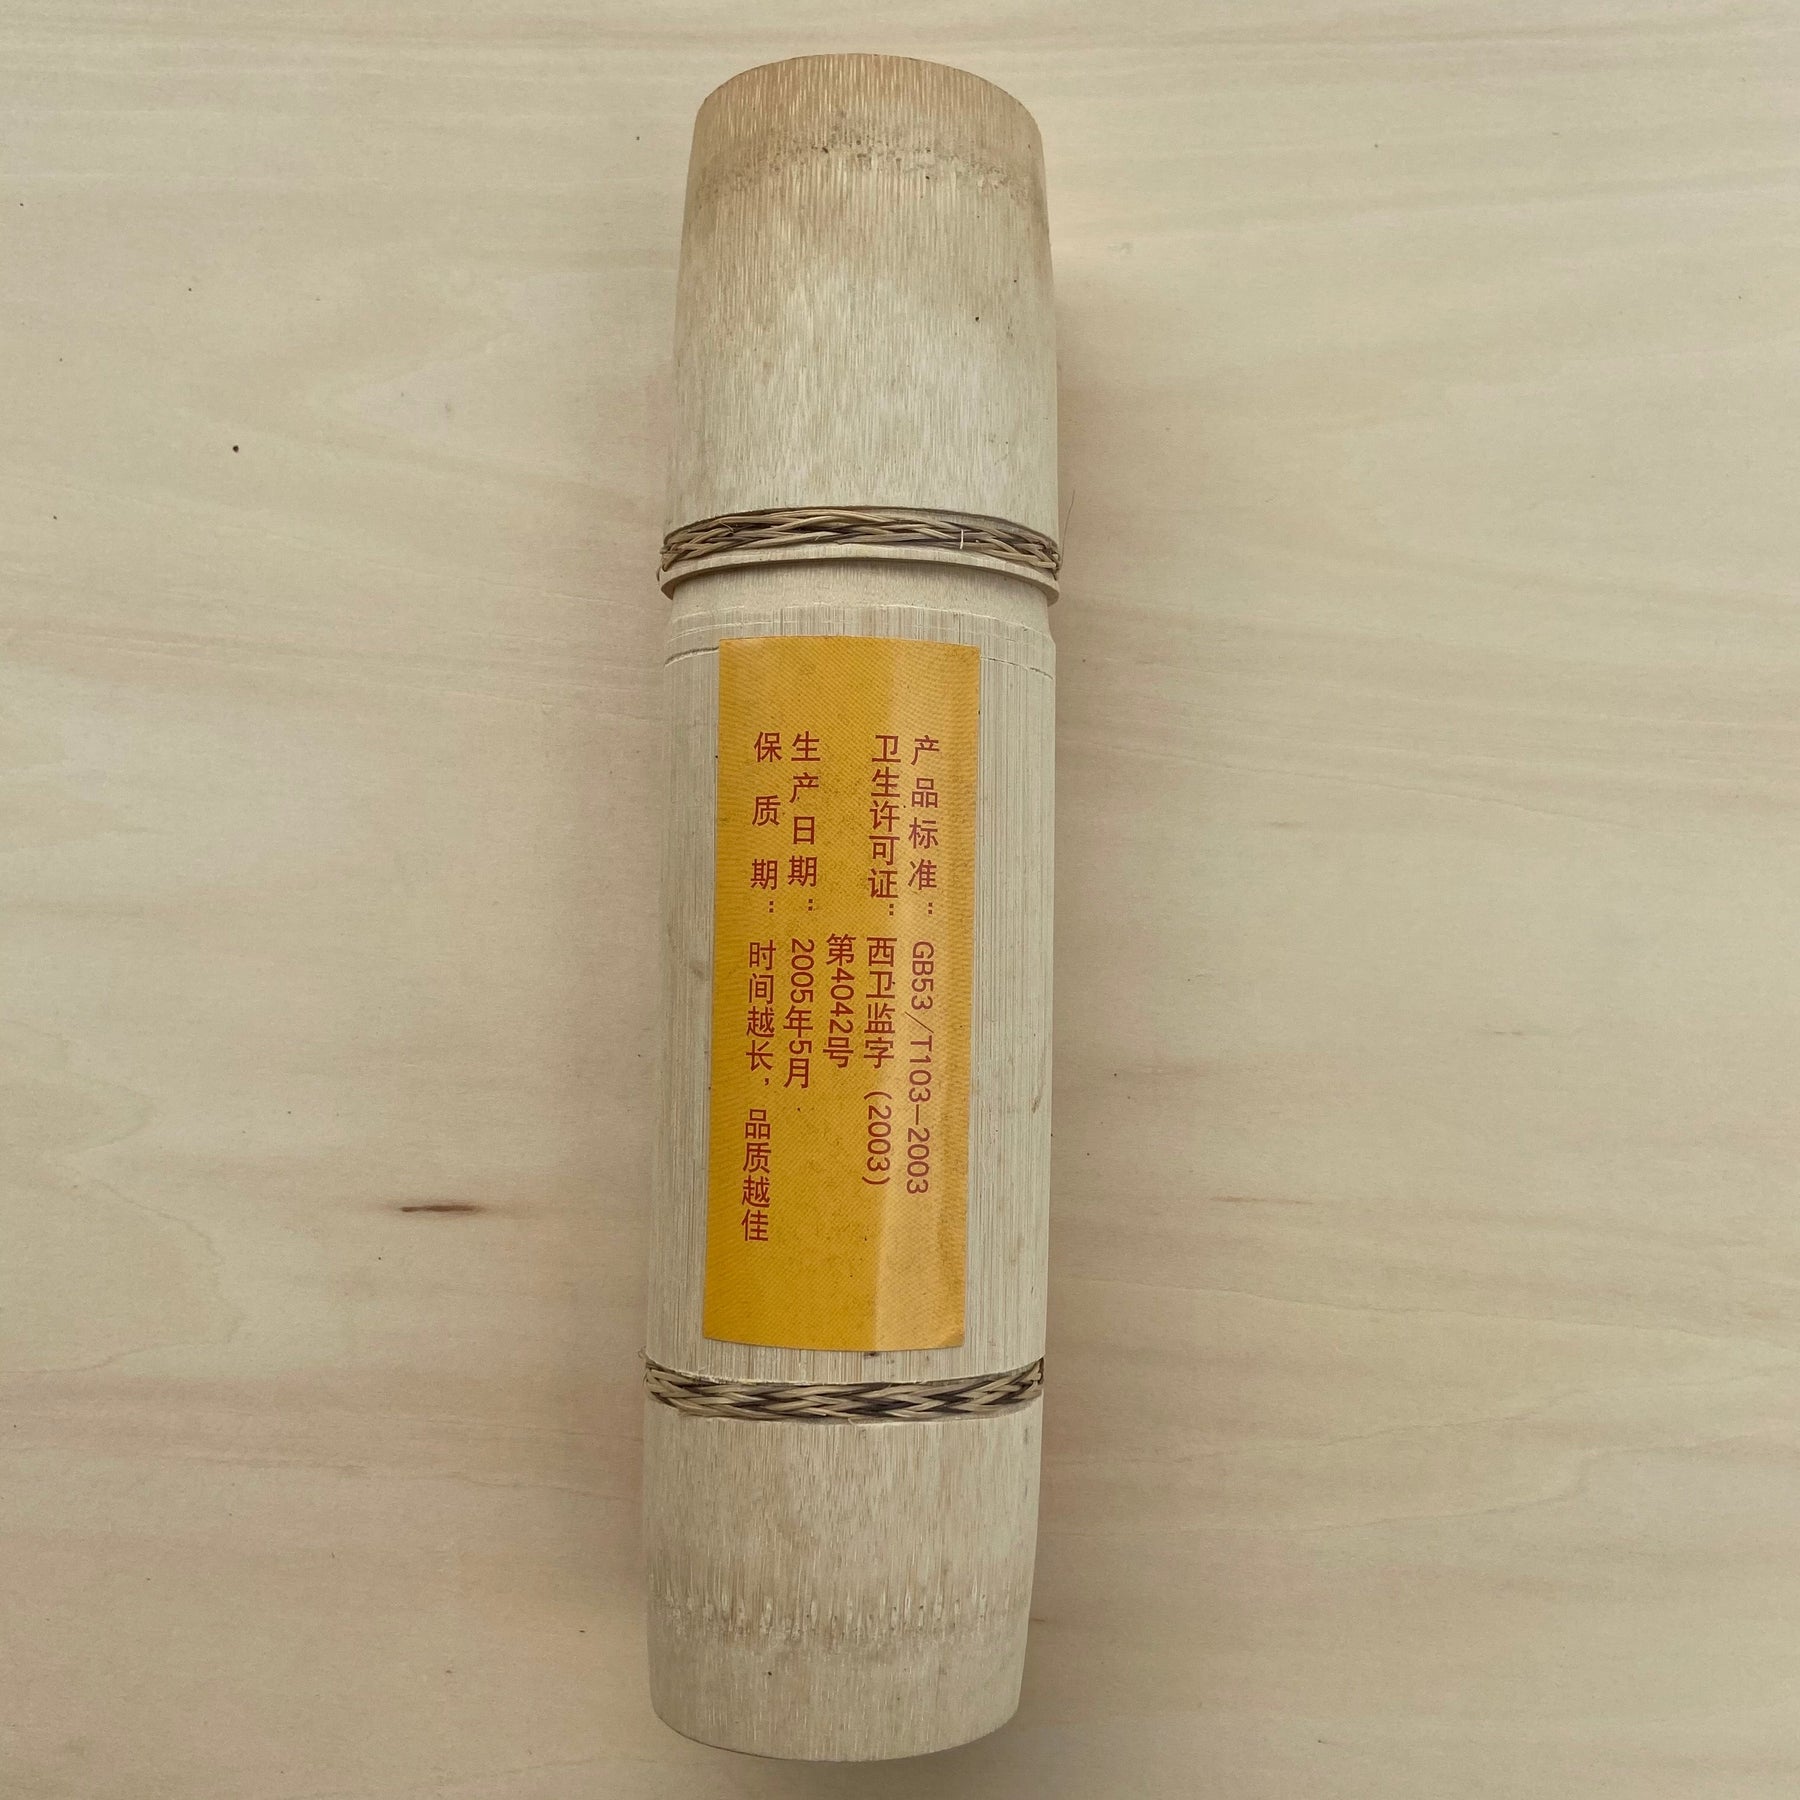 产品标准：GB53/T103-2003
卫生许可证：西卫监字（2003）
第4042号
生产日期：2005年5月
保质期：时间越长，品质越佳